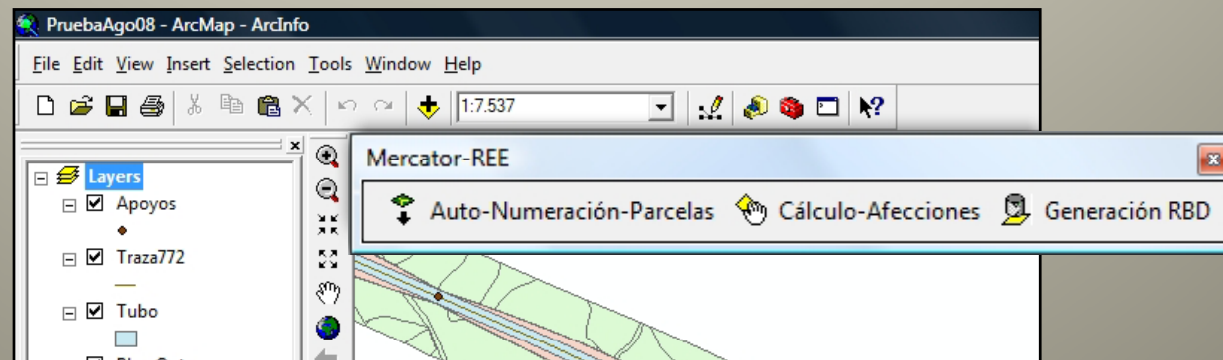 PruebaAgo08 - ArcMap - ArcInfo
File Edit View Insert Selection Tools Window Help
1:7.537
Mercator-REE
Auto-Numeración-Parcelas Cálculo-Afecciones Generación RBD
Layers
Apoyos
Traza772
Tubo